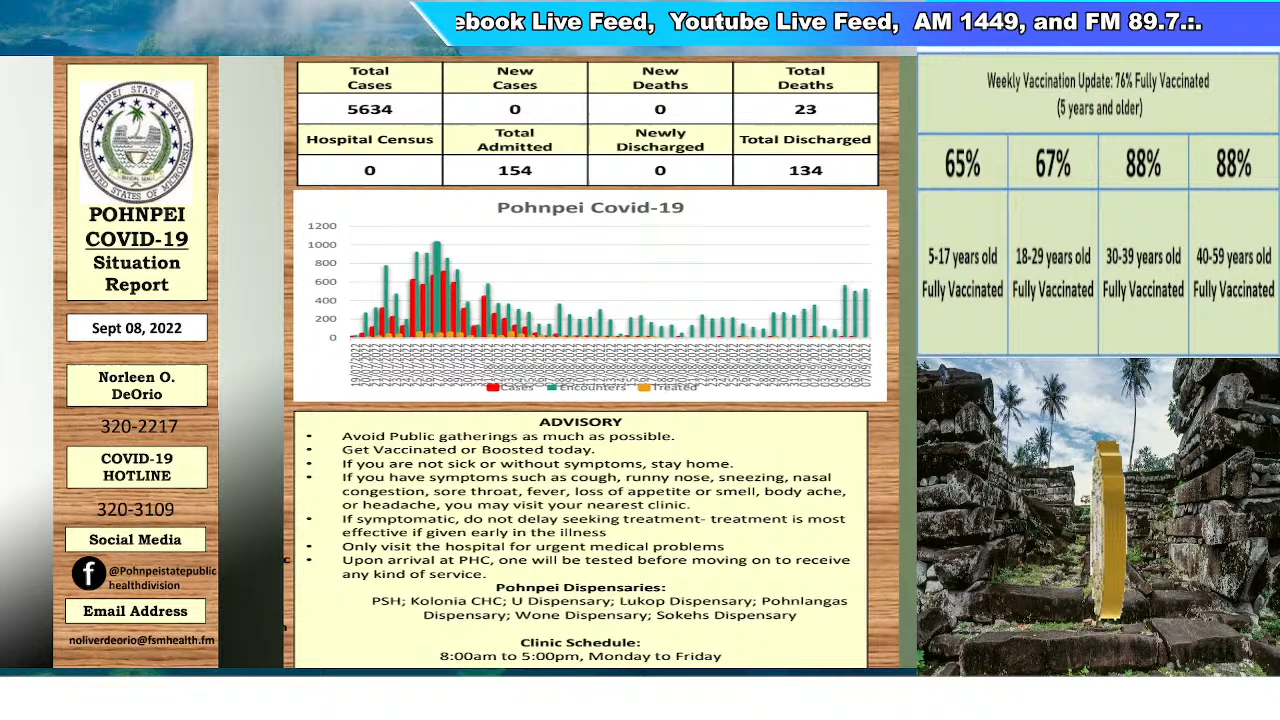 ebook Live Feed, Youtube Live Feed, AM 1449, and FM 89.7.:.
POHNPEI STATE SEAL
FEDERATED STATES OF MICRONESIA
POHNPEI
COVID-19
Situation
Report
Sept 08, 2022
Norleen O.
DeOrio
320-2217
COVID-19
HOTLINE
320-3109
Social Media
@Pohnpeistatepublic
healthdivision
Email Address
noliverdeorio@fsmhealth.fm
Total Cases New Cases New Deaths Total Deaths
5634 0 0 23
Hospital Census Total Admitted Newly Discharged Total Discharged
0 154 0 134
Pohnpei Covid-19
1200
1000
800
600
400
200
0
Cases Encounters Treated
ADVISORY
• Avoid Public gatherings as much as possible.
• Get Vaccinated or Boosted today.
• If you are not sick or without symptoms, stay home.
• If you have symptoms such as cough, runny nose, sneezing, nasal
congestion, sore throat, fever, loss of appetite or smell, body ache,
or headache, you may visit your nearest clinic.
• If symptomatic, do not delay seeking treatment- treatment is most
effective if given early in the illness
• Only visit the hospital for urgent medical problems
• Upon arrival at PHC, one will be tested before moving on to receive
any kind of service.
Pohnpei Dispensaries:
PSH; Kolonia CHC; U Dispensary; Lukop Dispensary; Pohnlangas
Dispensary; Wone Dispensary; Sokehs Dispensary
Clinic Schedule:
8:00am to 5:00pm, Monday to Friday
Weekly Vaccination Update: 76% Fully Vaccinated
(5 years and older)
65% 67% 88% 88%
5-17 years old 18-29 years old 30-39 years old 40-59 years old
Fully Vaccinated Fully Vaccinated Fully Vaccinated Fully Vaccinated